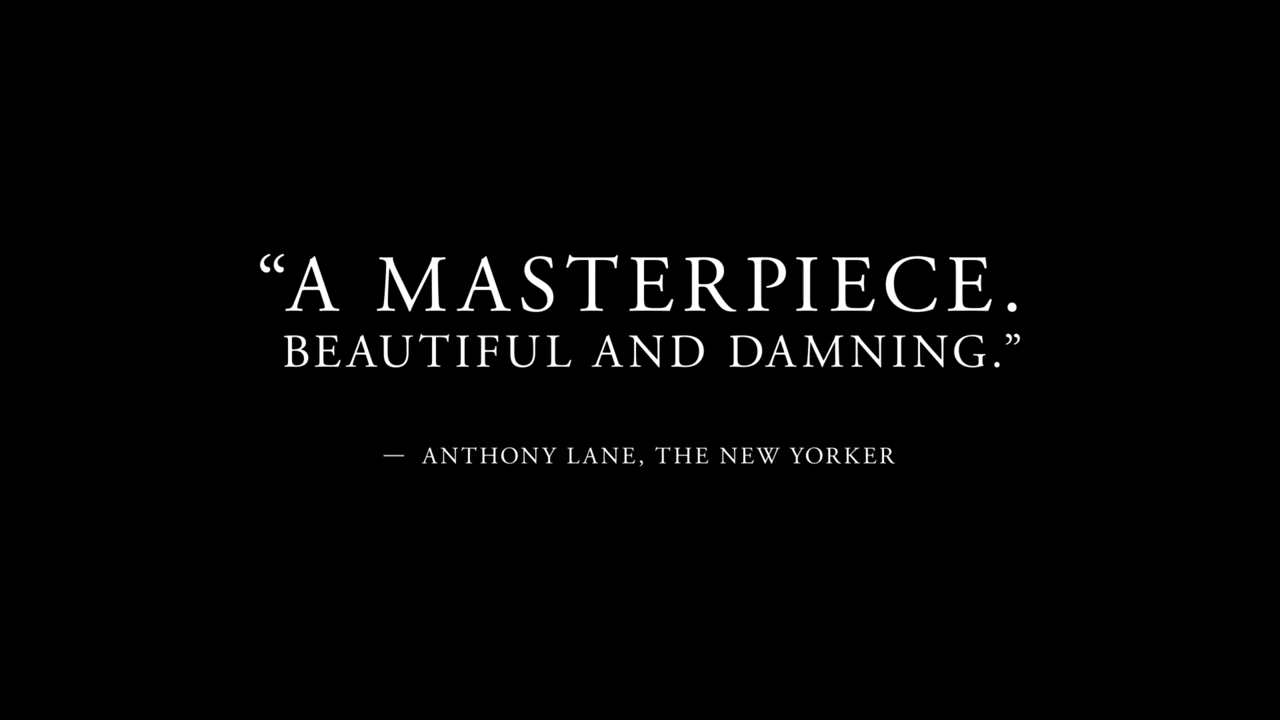 “A MASTERPIECE.
BEAUTIFUL AND DAMNING.”
— ANTHONY LANE, THE NEW YORKER